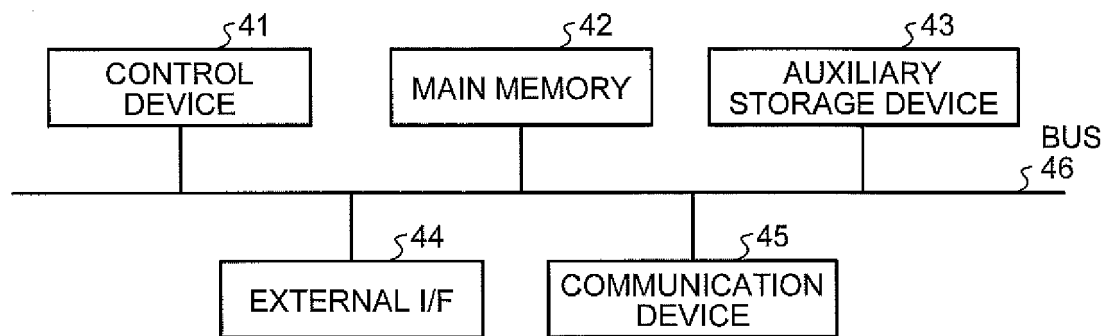 41
CONTROL
DEVICE
42
MAIN MEMORY
43
AUXILIARY
STORAGE DEVICE
BUS
46
44
EXTERNAL I/F
45
COMMUNICATION
DEVICE